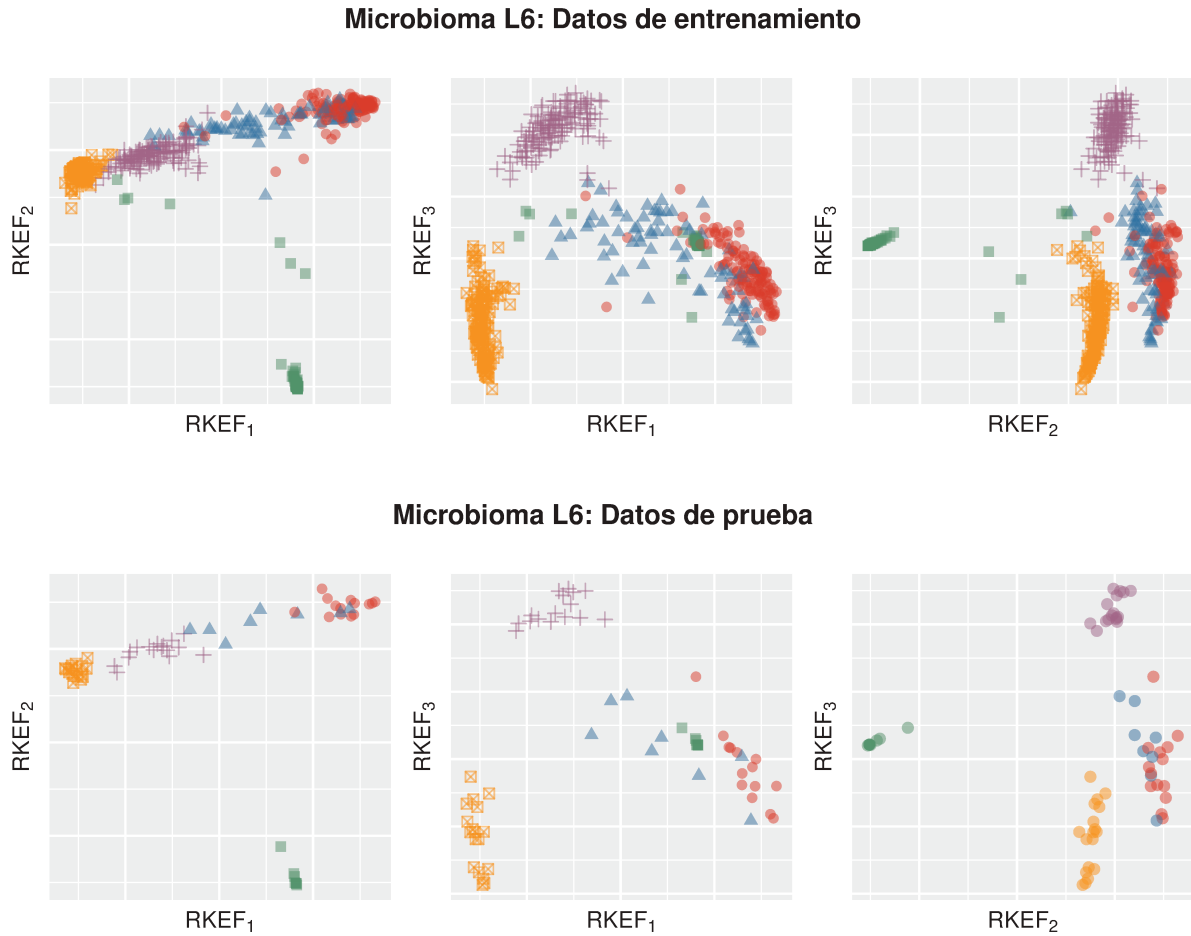 Microbioma L6: Datos de entrenamiento
RKEF2
RKEF1
RKEF3
RKEF1
RKEF3
RKEF2
Microbioma L6: Datos de prueba
RKEF2
RKEF1
RKEF3
RKEF1
RKEF3
RKEF2